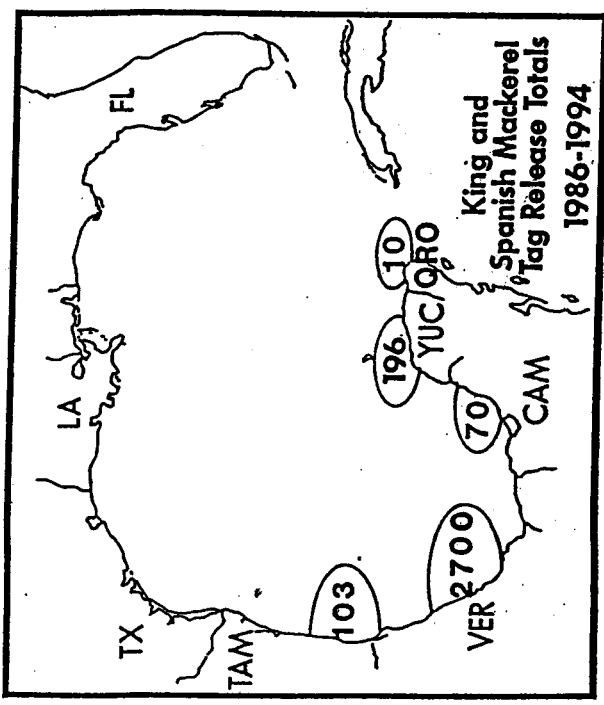 FL
LA
TX
TAM
103
2700
VER
70
CAM
196
YUC/
10
QRO
King and
Spanish Mackerel
Tag Release Totals
1986-1994